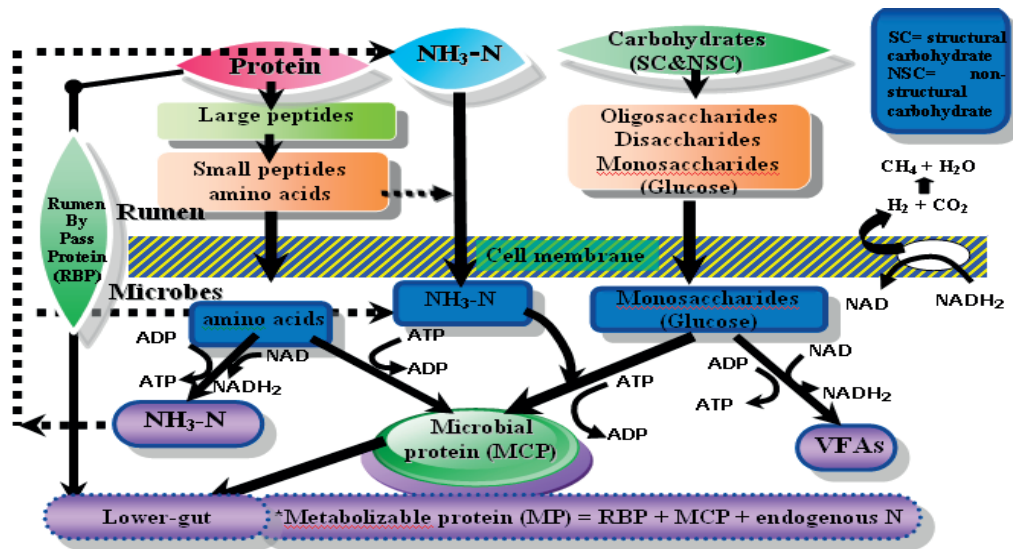 Protein
NH₃-N
Carbohydrates
(SC&NSC)
SC= structural
carbohydrate
NSC= non-
structural
carbohydrate
Large peptides
Small peptides
amino acids
Oligosaccharides
Disaccharides
Monosaccharides
(Glucose)
CH₄ + H₂O
H₂ + CO₂
Rumen
By
Pass
Protein
(RBP)
Rumen
Cell membrane
Microbes
amino acids
NH₃-N
Monosaccharides
(Glucose)
NAD
NADH₂
ADP
ATP
NAD
NADH₂
ATP
ADP
ATP
ADP
ADP
ATP
NAD
NADH₂
NH₃-N
Microbial
protein (MCP)
VFAs
Lower-gut
*Metabolizable protein (MP) = RBP + MCP + endogenous N